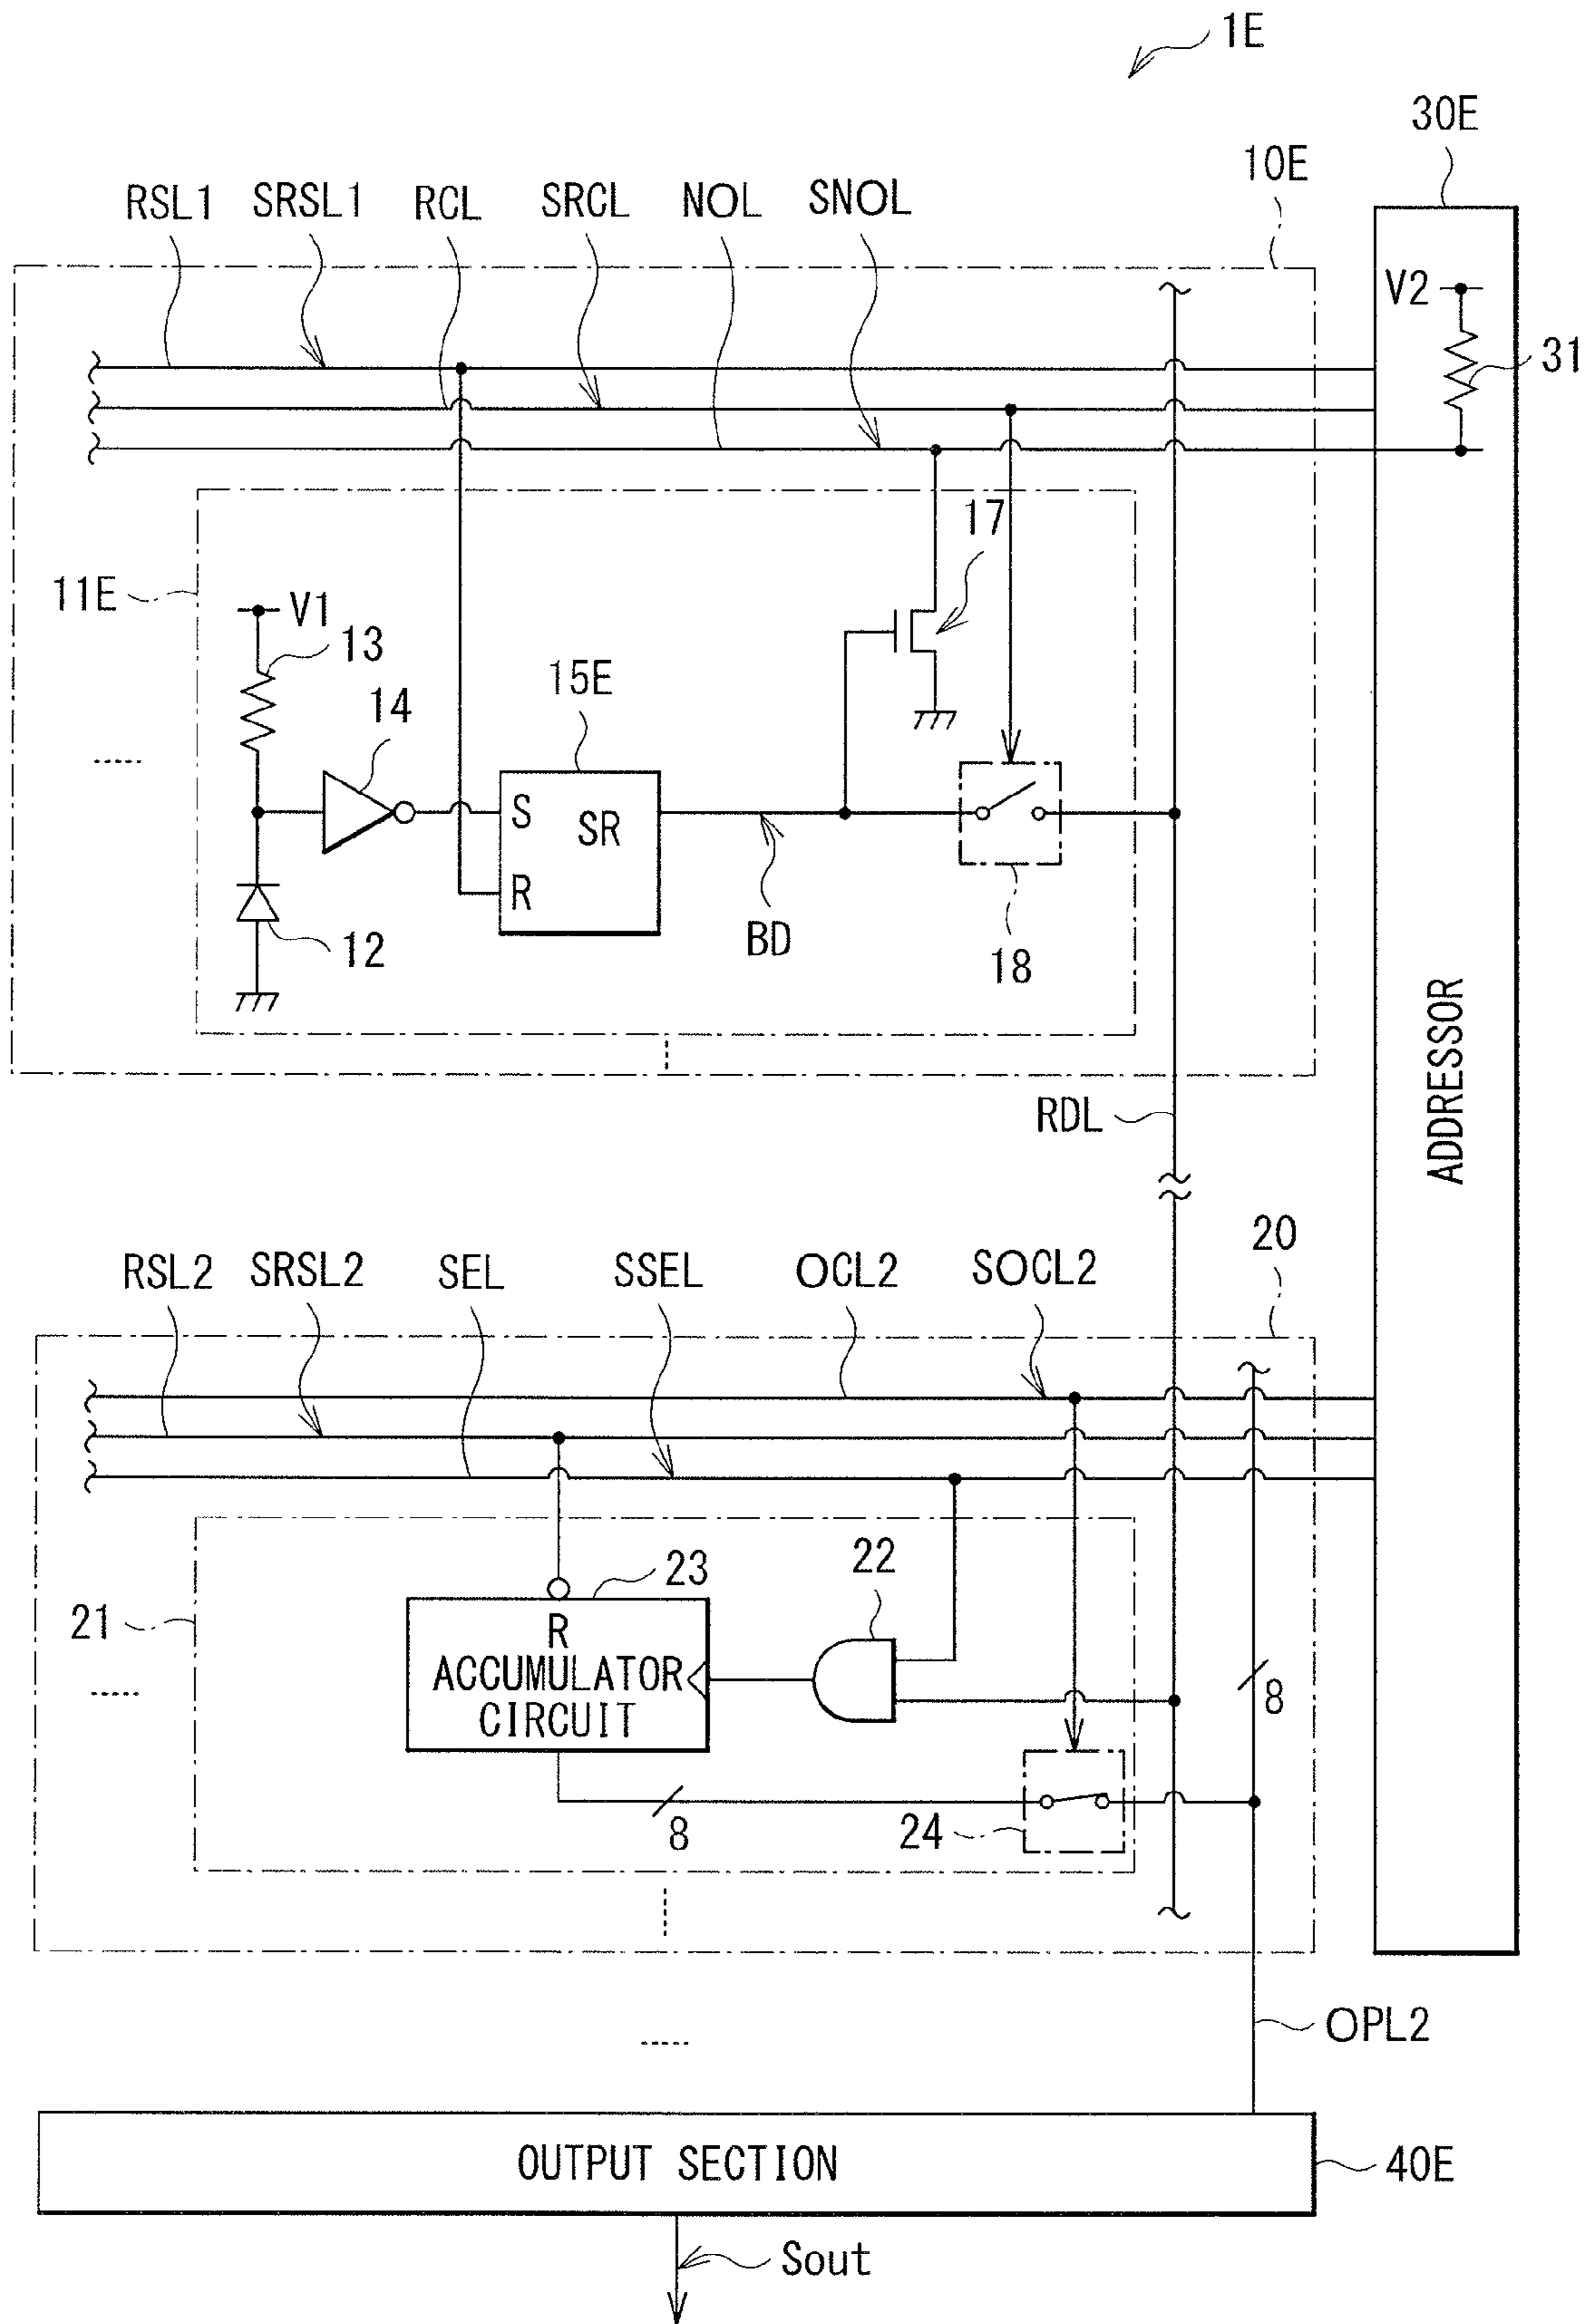 1E
30E
10E
RSL1 SRSL1 RCL SRCL NOL SNOL
V2
31
17
11E
V1
13
14
15E
S
SR
R
12
BD
18
RDL
ADDRESSOR
20
RSL2 SRSL2 SEL SSEL OCL2 SOCL2
23
22
21
R
ACCUMULATOR
CIRCUIT
8
8
24
OPL2
OUTPUT SECTION
40E
Sout